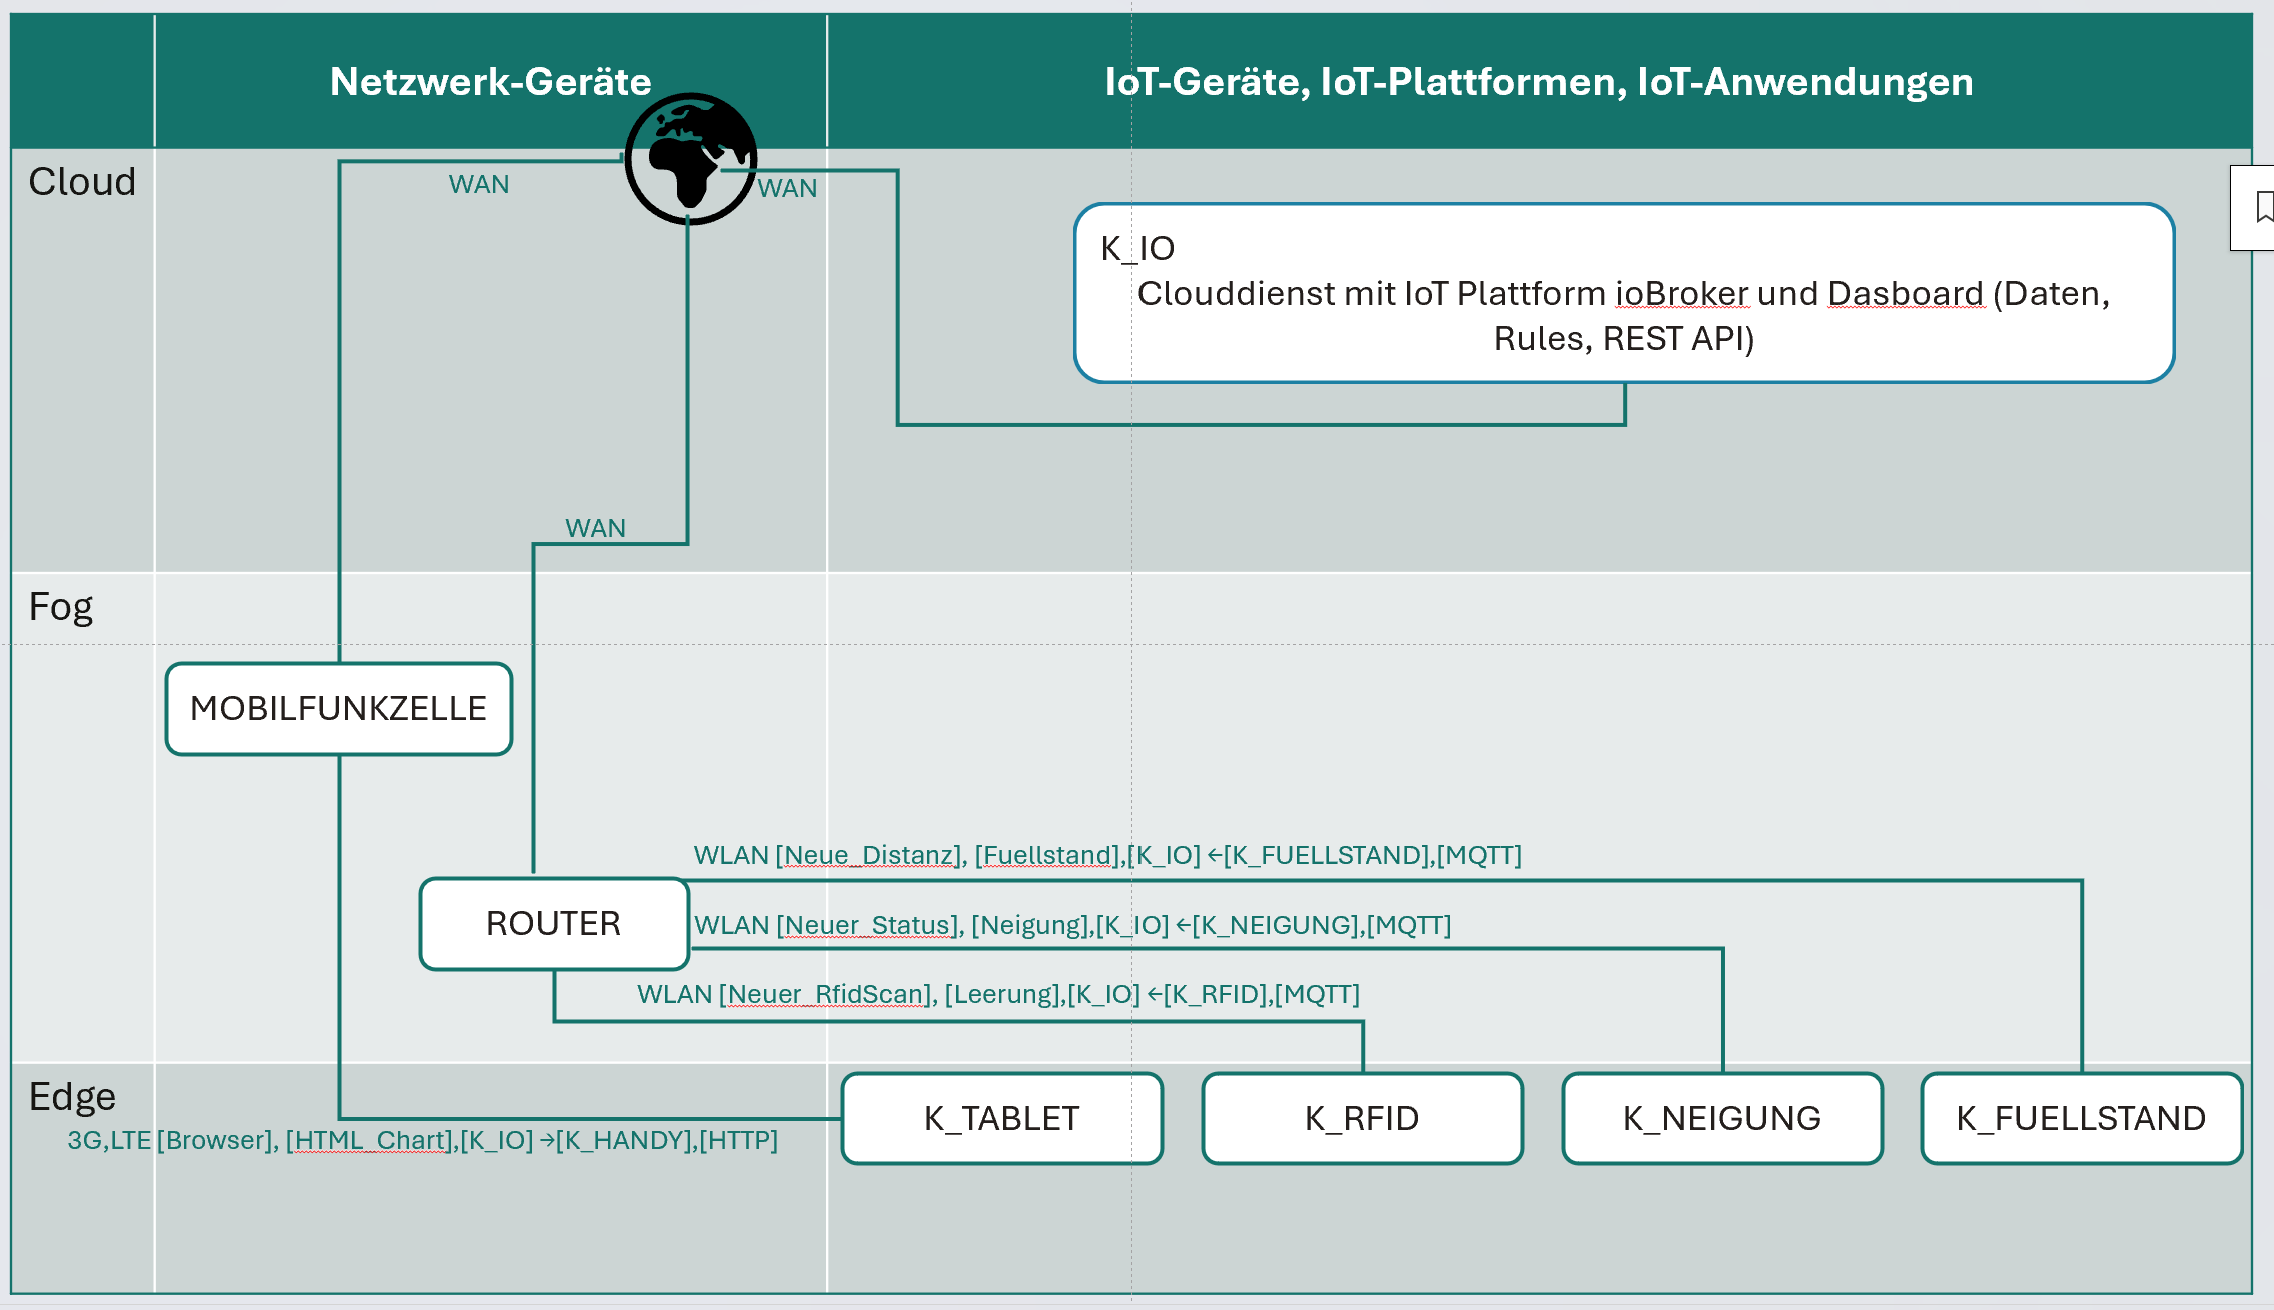 Netzwerk-Geräte
IoT-Geräte, IoT-Plattformen, IoT-Anwendungen
Cloud
WAN
WAN
K_IO
Clouddienst mit IoT Plattform ioBroker und Dasboard (Daten,
Rules, REST API)
WAN
Fog
MOBILFUNKZELLE
WLAN [Neue_Distanz], [Fuellstand],[K_IO] ←[K_FUELLSTAND],[MQTT]
ROUTER
WLAN [Neuer_Status], [Neigung],[K_IO] ←[K_NEIGUNG],[MQTT]
WLAN [Neuer_RfidScan], [Leerung],[K_IO] ←[K_RFID],[MQTT]
Edge
K_TABLET
K_RFID
K_NEIGUNG
K_FUELLSTAND
3G,LTE [Browser], [HTML_Chart],[K_IO] →[K_HANDY],[HTTP]